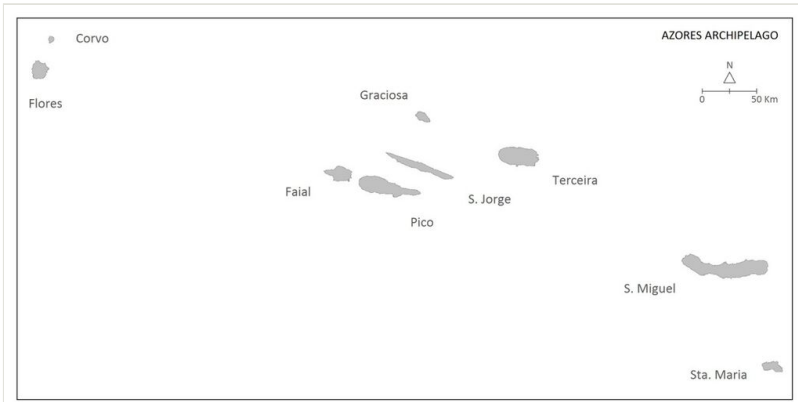 AZORES ARCHIPELAGO
Corvo
N
0 50 Km
Flores
Graciosa
Terceira
Faial
S. Jorge
Pico
S. Miguel
Sta. Maria